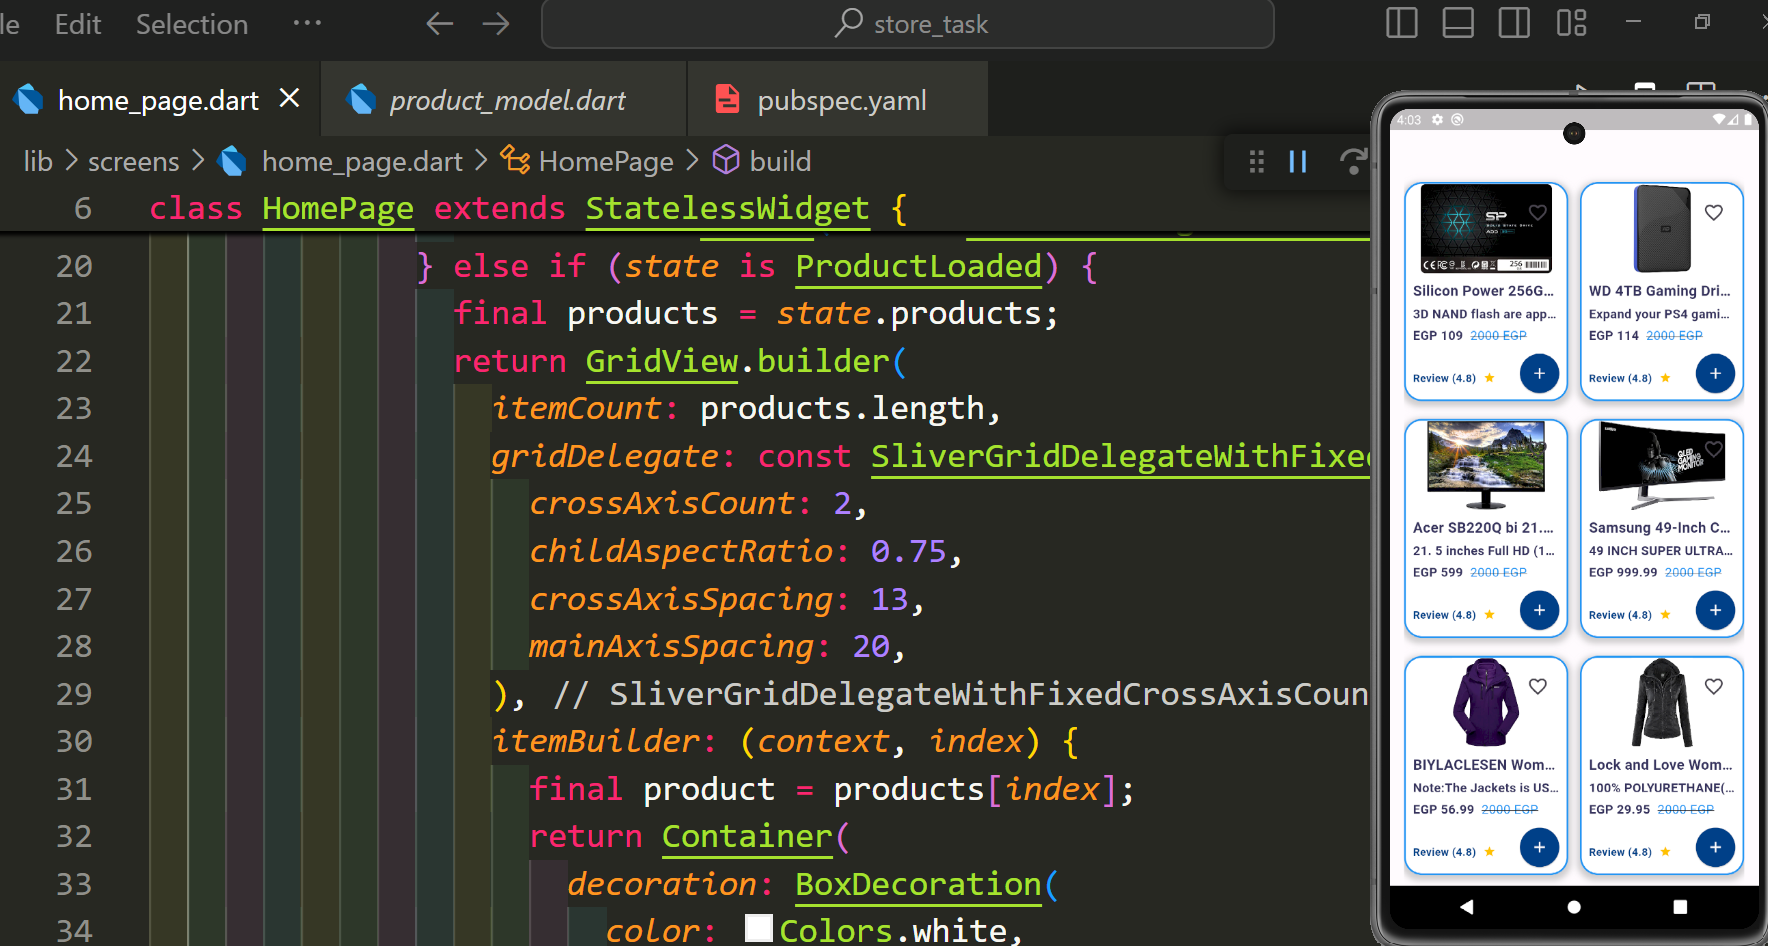 le Edit Selection ··· store_task
home_page.dart product_model.dart pubspec.yaml
lib > screens > home_page.dart > HomePage > build
6 class HomePage extends StatelessWidget {
20 } else if (state is ProductLoaded) {
21 final products = state.products;
22 return GridView.builder(
23 itemCount: products.length,
24 gridDelegate: const SliverGridDelegateWithFixed
25 crossAxisCount: 2,
26 childAspectRatio: 0.75,
27 crossAxisSpacing: 13,
28 mainAxisSpacing: 20,
29 ), // SliverGridDelegateWithFixedCrossAxisCoun
30 itemBuilder: (context, index) {
31 final product = products[index];
32 return Container(
33 decoration: BoxDecoration(
34 color: Colors.white,
4:03
SP
A55
256
Silicon Power 256G...
3D NAND flash are app...
EGP 109 2000 EGP
Review (4.8)
WD 4TB Gaming Dri...
Expand your PS4 gami...
EGP 114 2000 EGP
Review (4.8)
Acer SB220Q bi 21....
21. 5 inches Full HD (1...
EGP 599 2000 EGP
Review (4.8)
QLED
GAMING
MONITOR
Samsung 49-Inch C...
49 INCH SUPER ULTRA...
EGP 999.99 2000 EGP
Review (4.8)
BIYLACLESEN Wom...
Note:The Jackets is US...
EGP 56.99 2000 EGP
Review (4.8)
Lock and Love Wom...
100% POLYURETHANE(...
EGP 29.95 2000 EGP
Review (4.8)